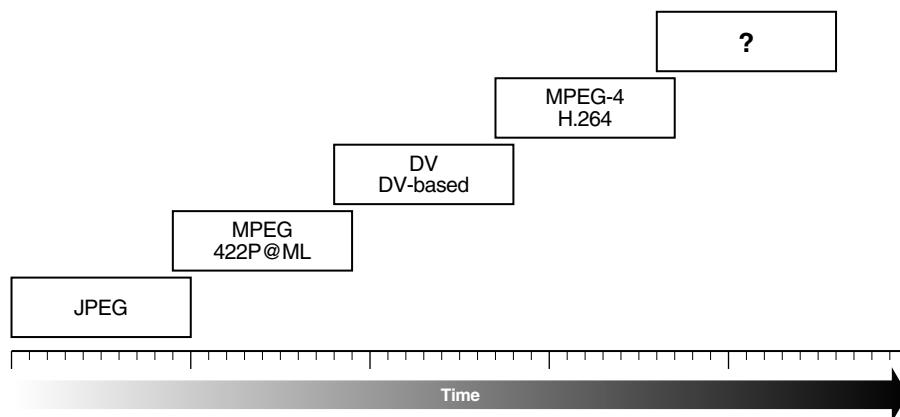 ?
MPEG-4
H.264
DV
DV-based
MPEG
422P@ML
JPEG
Time